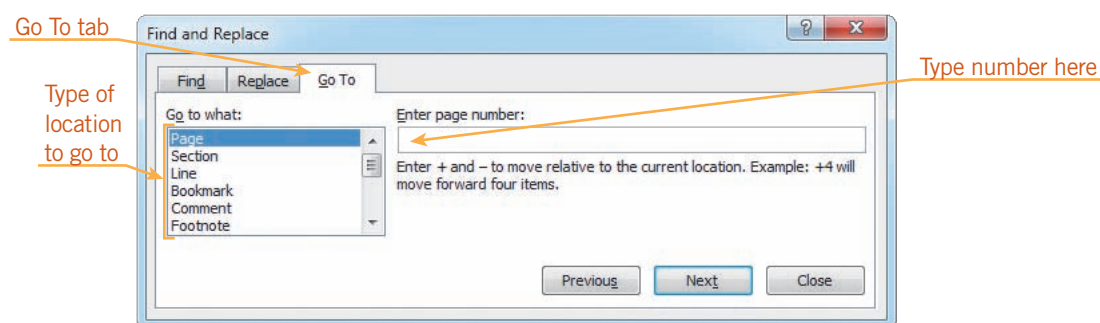 Go To tab
Find and Replace
?
X
Find
Replace
Go To
Type number here
Type of
location
to go to
Go to what:
Page
Section
Line
Bookmark
Comment
Footnote
Enter page number:
Enter + and – to move relative to the current location. Example: +4 will
move forward four items.
Previous
Next
Close